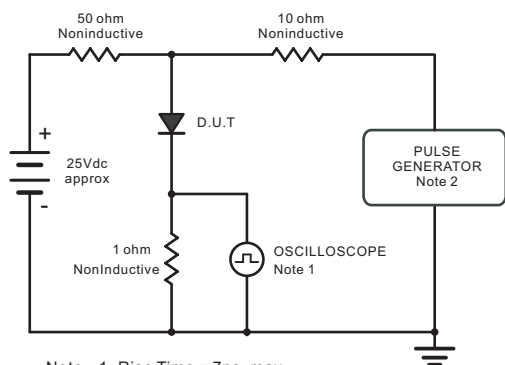 50 ohm
Noninductive
10 ohm
Noninductive
D.U.T
+
25Vdc
approx
-
PULSE
GENERATOR
Note 2
1 ohm
NonInductive
OSCILLOSCOPE
Note 1